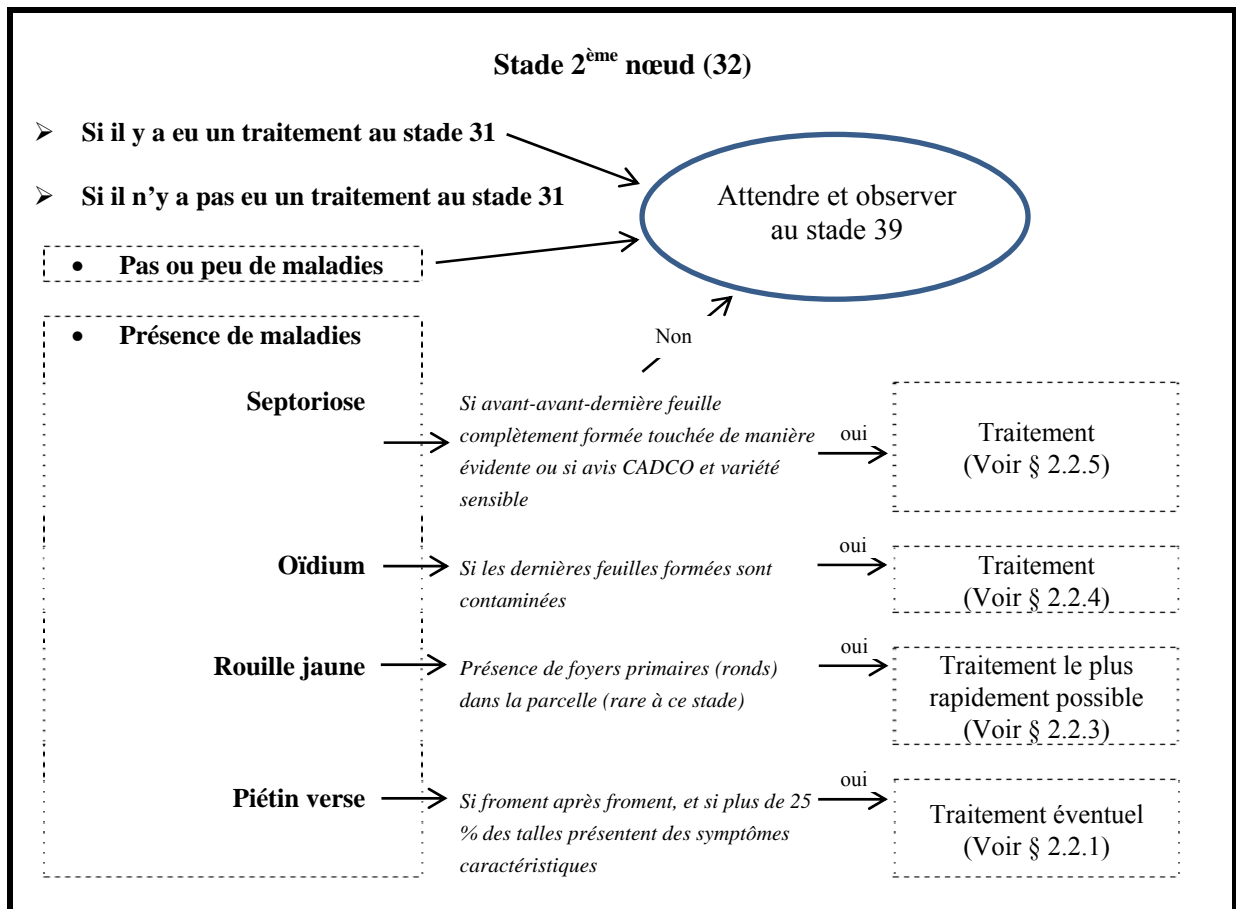 Stade 2ème nœud (32)
➢ Si il y a eu un traitement au stade 31
➢ Si il n’y a pas eu un traitement au stade 31
Attendre et observer
au stade 39
• Pas ou peu de maladies
• Présence de maladies
Non
Septoriose
Si avant-avant-dernière feuille
complètement formée touchée de manière
évidente ou si avis CADCO et variété
sensible
oui
Traitement
(Voir § 2.2.5)
Oïdium
Si les dernières feuilles formées sont
contaminées
oui
Traitement
(Voir § 2.2.4)
Rouille jaune
Présence de foyers primaires (ronds)
dans la parcelle (rare à ce stade)
oui
Traitement le plus
rapidement possible
(Voir § 2.2.3)
Piétin verse
Si froment après froment, et si plus de 25
% des talles présentent des symptômes
caractéristiques
oui
Traitement éventuel
(Voir § 2.2.1)